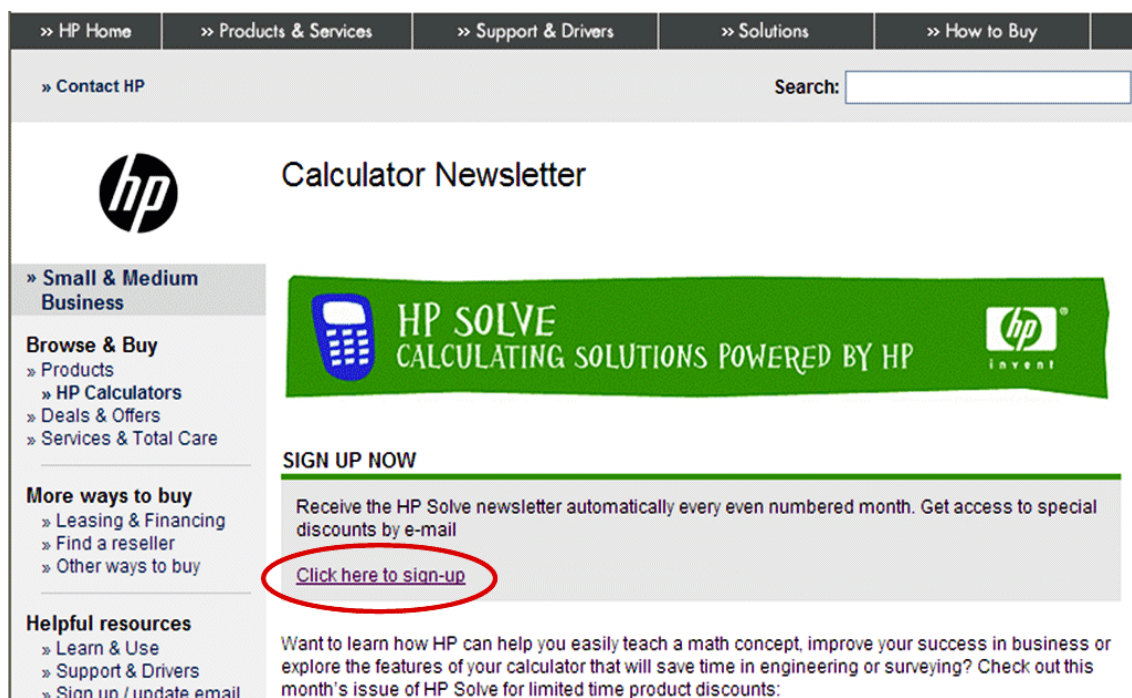 » HP Home
» Products & Services
» Support & Drivers
» Solutions
» How to Buy
» Contact HP
Search:
hp
Calculator Newsletter
» Small & Medium
Business
Browse & Buy
» Products
» HP Calculators
» Deals & Offers
» Services & Total Care
More ways to buy
» Leasing & Financing
» Find a reseller
» Other ways to buy
Helpful resources
» Learn & Use
» Support & Drivers
» Sign up / update email
HP SOLVE
CALCULATING SOLUTIONS POWERED BY HP
hp®
invent
SIGN UP NOW
Receive the HP Solve newsletter automatically every even numbered month. Get access to special
discounts by e-mail
Click here to sign-up
Want to learn how HP can help you easily teach a math concept, improve your success in business or
explore the features of your calculator that will save time in engineering or surveying? Check out this
month's issue of HP Solve for limited time product discounts: